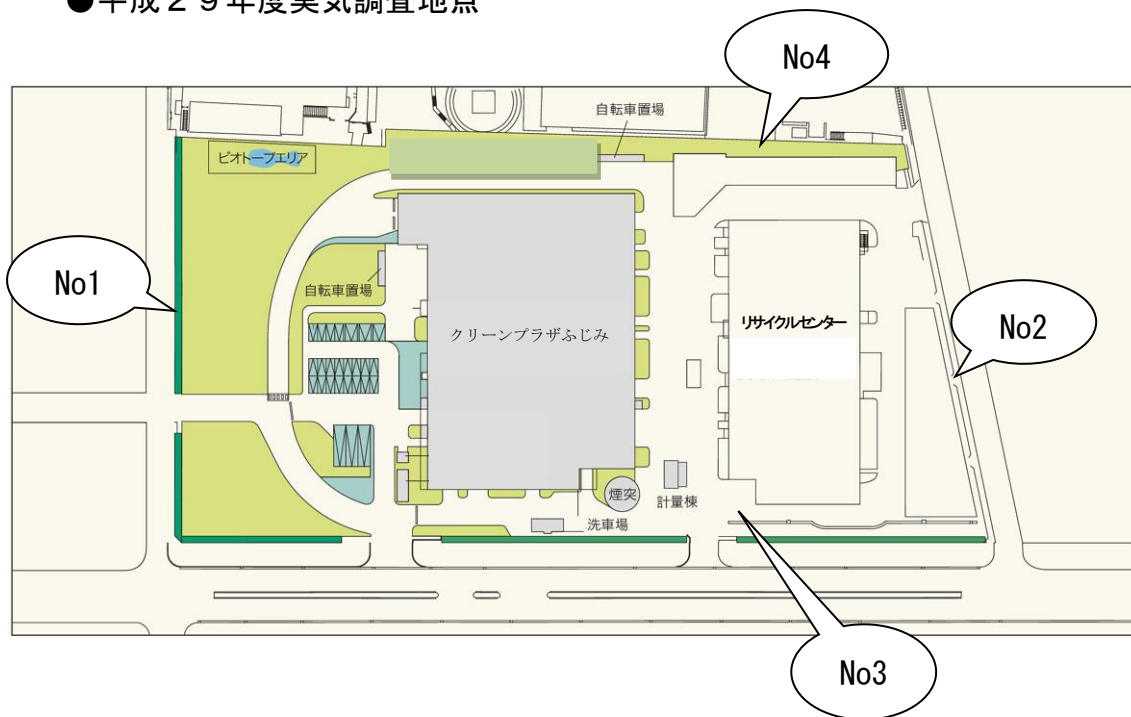 ●平成２９年度臭気調査地点
No4
自転車置場
ビオトープエリア
No1
自転車置場
クリーンプラザふじみ
リサイクルセンター
No2
煙突
計量棟
洗車場
No3